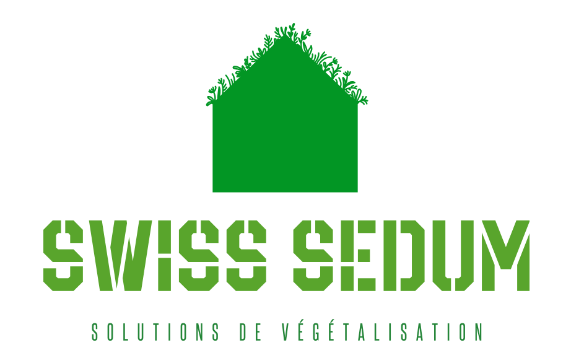 SWISS SEDUM
SOLUTIONS DE VÉGÉTALISATION